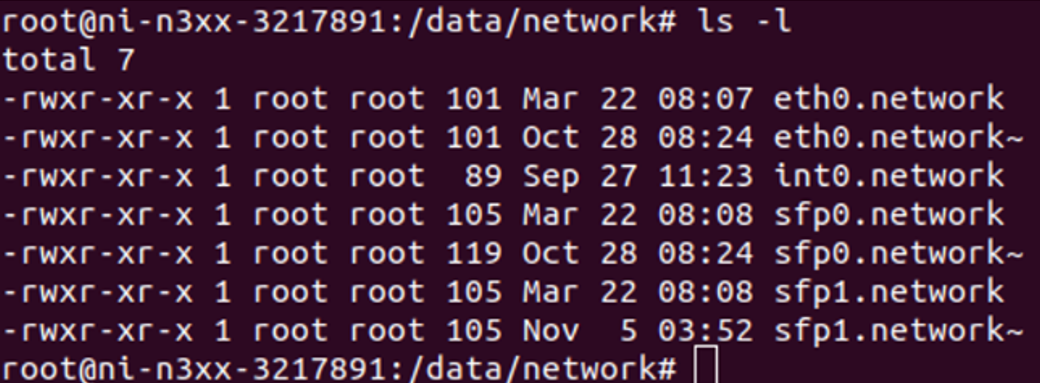 root@ni-n3xx-3217891:/data/network# ls -l
total 7
-rwxr-xr-x 1 root root 101 Mar 22 08:07 eth0.network
-rwxr-xr-x 1 root root 101 Oct 28 08:24 eth0.network~
-rwxr-xr-x 1 root root  89 Sep 27 11:23 int0.network
-rwxr-xr-x 1 root root 105 Mar 22 08:08 sfp0.network
-rwxr-xr-x 1 root root 119 Oct 28 08:24 sfp0.network~
-rwxr-xr-x 1 root root 105 Mar 22 08:08 sfp1.network
-rwxr-xr-x 1 root root 105 Nov  5 03:52 sfp1.network~
root@ni-n3xx-3217891:/data/network#